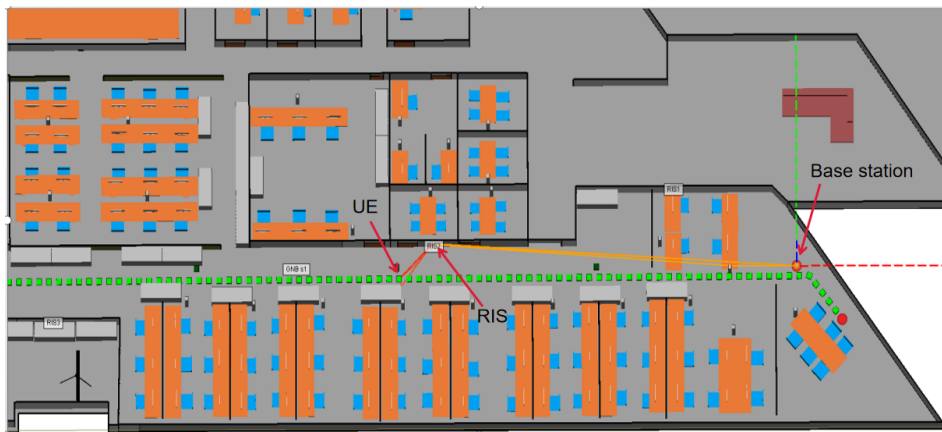 Base station
RIS1
UE
RIS2
GNB s1
RIS
RIS3